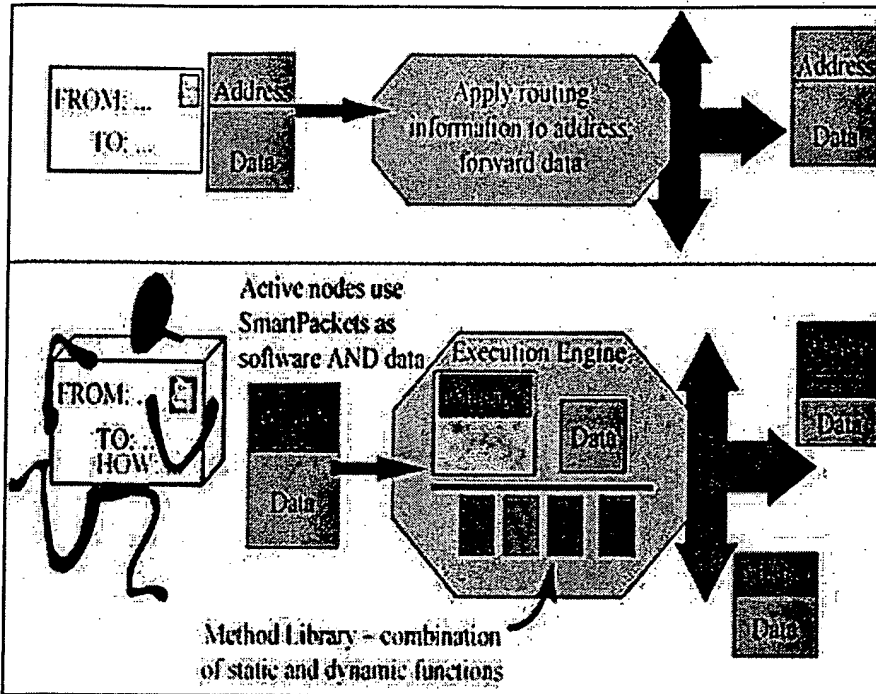 FROM: ...
TO: ...
Address
Data
Apply routing
information to address;
forward data
Address
Data
Active nodes use
SmartPackets as
software AND data
FROM: ...
TO: ...
HOW...
Data
Execution Engine
Data
Data
Data
Method Library – combination
of static and dynamic functions